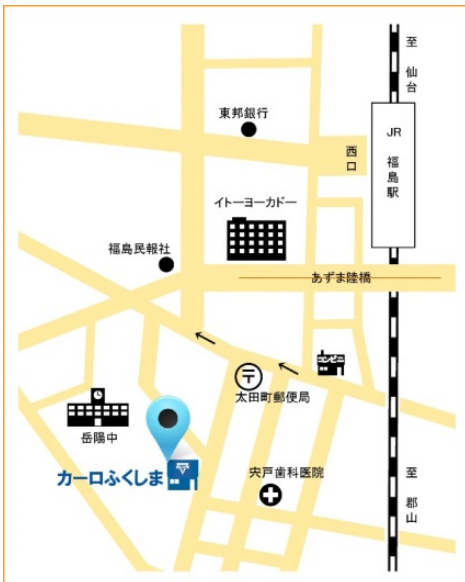 至 仙台
東邦銀行
JR 福島駅
西口
イトーヨーカドー
福島民報社
あずま陸橋
コンビニ
〒
太田町郵便局
岳陽中
カーロふくしま
宍戸歯科医院
至 郡山